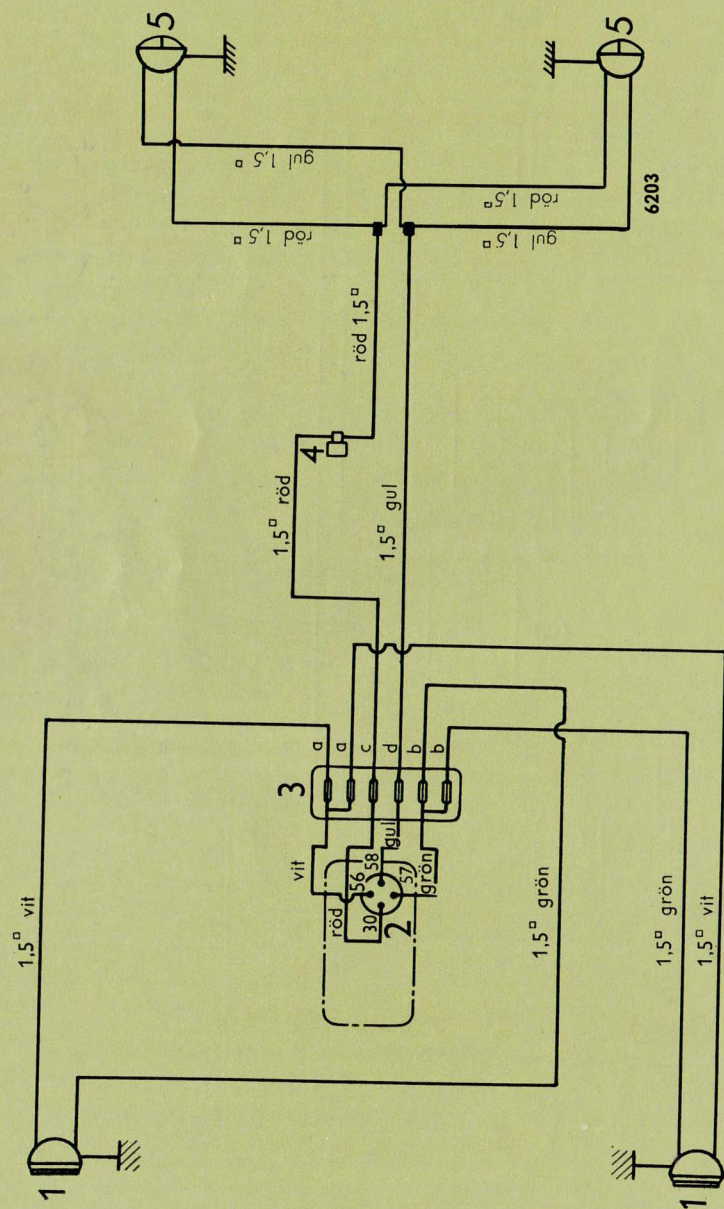 5
5
gul 1,5▫
röd 1,5▫
röd 1,5▫
gul 1,5▫
6203
röd 1,5▫
4
1,5▫ röd
1,5▫ gul
3
a
a
c
d
b
b
vit
röd
56
58
30
57
gul
grön
2
1,5▫ vit
1,5▫ grön
1,5▫ grön
1,5▫ vit
1
1